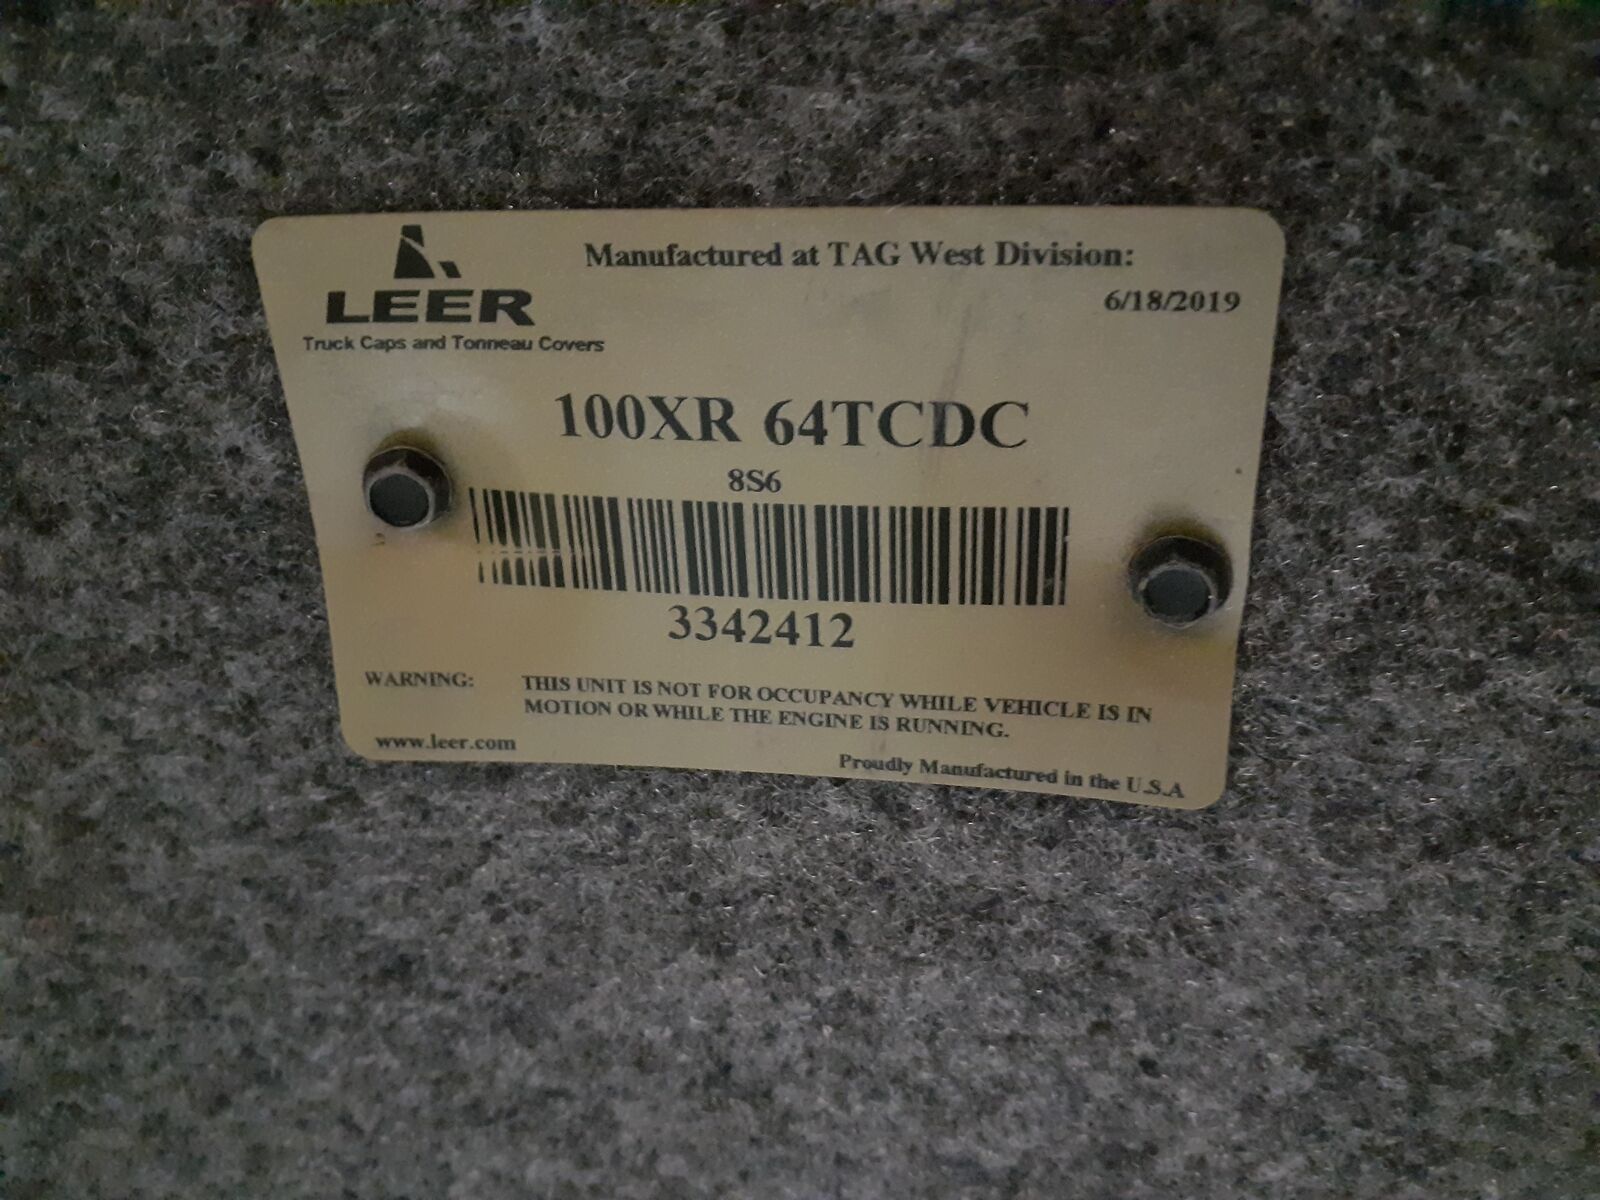 Manufactured at TAG West Division:
6/18/2019
LEER
Truck Caps and Tonneau Covers
100XR 64TCDC
8S6
3342412
WARNING: THIS UNIT IS NOT FOR OCCUPANCY WHILE VEHICLE IS IN
MOTION OR WHILE THE ENGINE IS RUNNING.
www.leer.com
Proudly Manufactured in the U.S.A